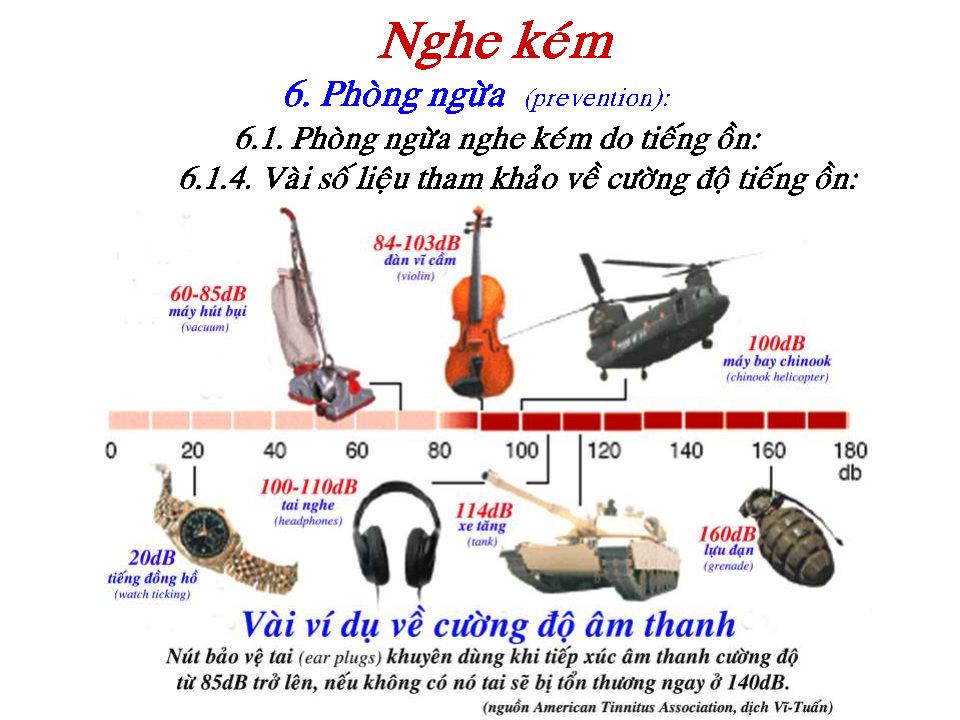 Nghe kém
6. Phòng ngừa (prevention):
6.1. Phòng ngừa nghe kém do tiếng ồn:
6.1.4. Vài số liệu tham khảo về cường độ tiếng ồn:
84-103dB
đàn vĩ cầm
(violin)
60-85dB
máy hút bụi
(vacuum)
100dB
máy bay chinook
(chinook helicopter)
0 20 40 60 80 100 120 140 160 180
db
100-110dB
tai nghe
(headphones)
114dB
xe tăng
(tank)
160dB
lựu đạn
(grenade)
20dB
tiếng đồng hồ
(watch ticking)
Vài ví dụ về cường độ âm thanh
Nút bảo vệ tai (ear plugs) khuyên dùng khi tiếp xúc âm thanh cường độ
từ 85dB trở lên, nếu không có nó tai sẽ bị tổn thương ngay ở 140dB.
(nguồn American Tinnitus Association, dịch Vĩ-Tuấn)